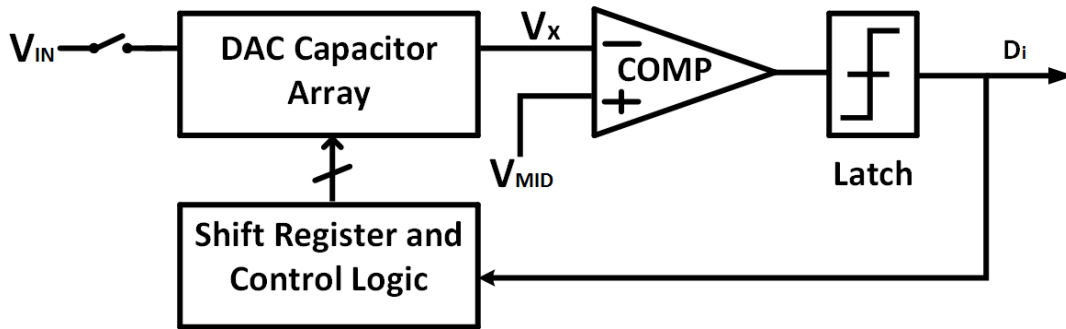 V_IN
DAC Capacitor
Array
V_X
COMP
V_MID
D_i
Latch
Shift Register and
Control Logic